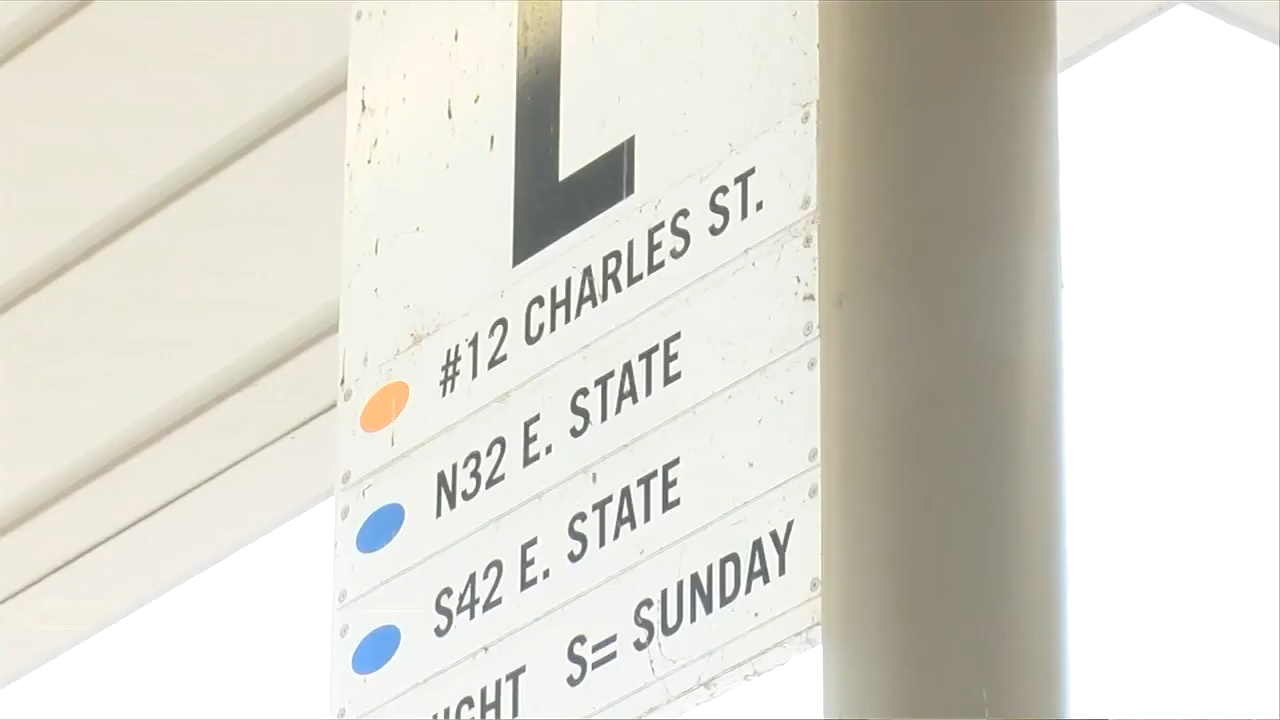 L
#12 CHARLES ST.
N32 E. STATE
S42 E. STATE
S= SUNDAY